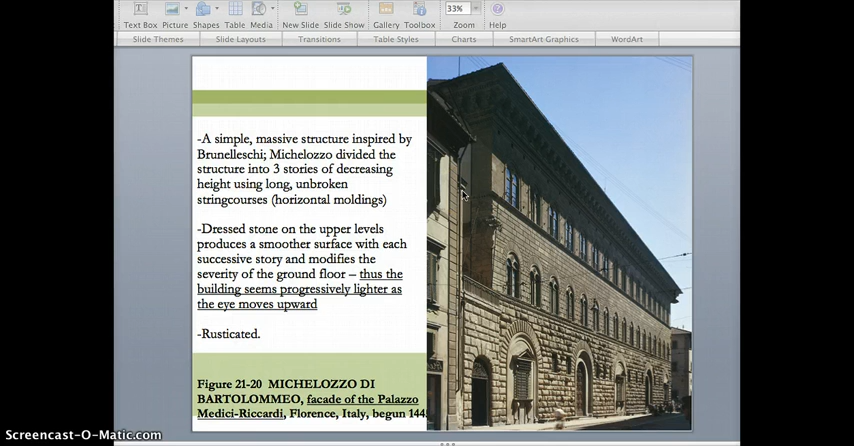 Text Box Picture Shapes Table Media New Slide Slide Show Gallery Toolbox 33% Zoom Help
Slide Themes Slide Layouts Transitions Table Styles Charts SmartArt Graphics WordArt
-A simple, massive structure inspired by
Brunelleschi; Michelozzo divided the
structure into 3 stories of decreasing
height using long, unbroken
stringcourses (horizontal moldings)
-Dressed stone on the upper levels
produces a smoother surface with each
successive story and modifies the
severity of the ground floor – thus the
building seems progressively lighter as
the eye moves upward
-Rusticated.
Figure 21-20 MICHELOZZO DI
BARTOLOMMEO, facade of the Palazzo
Medici-Riccardi, Florence, Italy, begun
Screencast-O-Matic.com